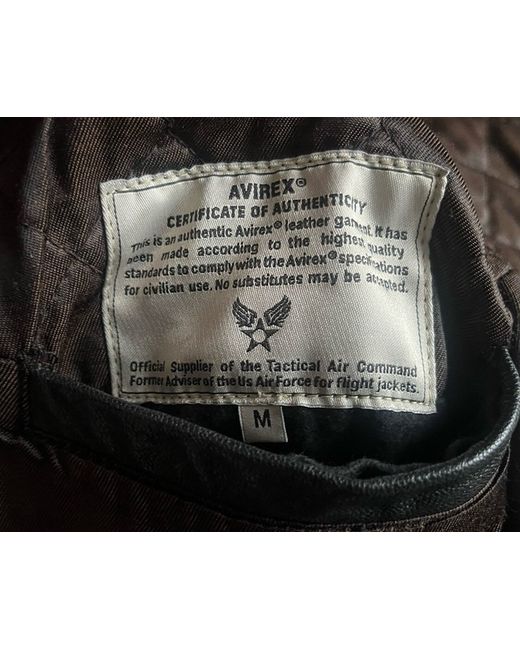 AVIREX®
CERTIFICATE OF AUTHENTICITY
This is an authentic Avirex® leather garment. It has
been made according to the highest quality
standards to comply with the Avirex® specifications
for civilian use. No substitutes may be accepted.
Official Supplier of the Tactical Air Command
Former Adviser of the Us Air Force for flight jackets.
M